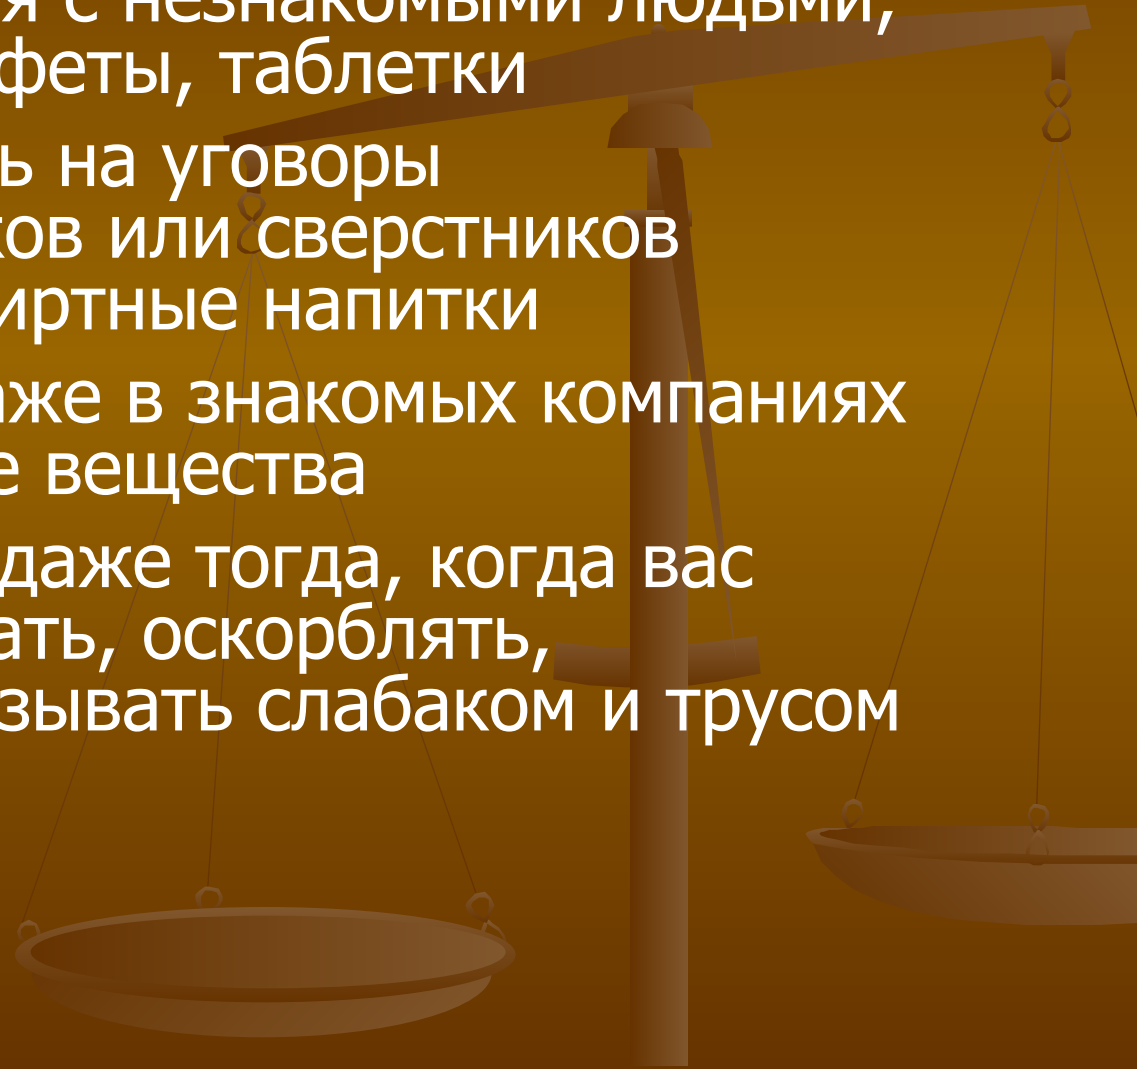 я с незнакомыми людьми,
феты, таблетки
ь на уговоры
ков или сверстников
иртные напитки
аже в знакомых компаниях
е вещества
даже тогда, когда вас
ать, оскорблять,
зывать слабаком и трусом